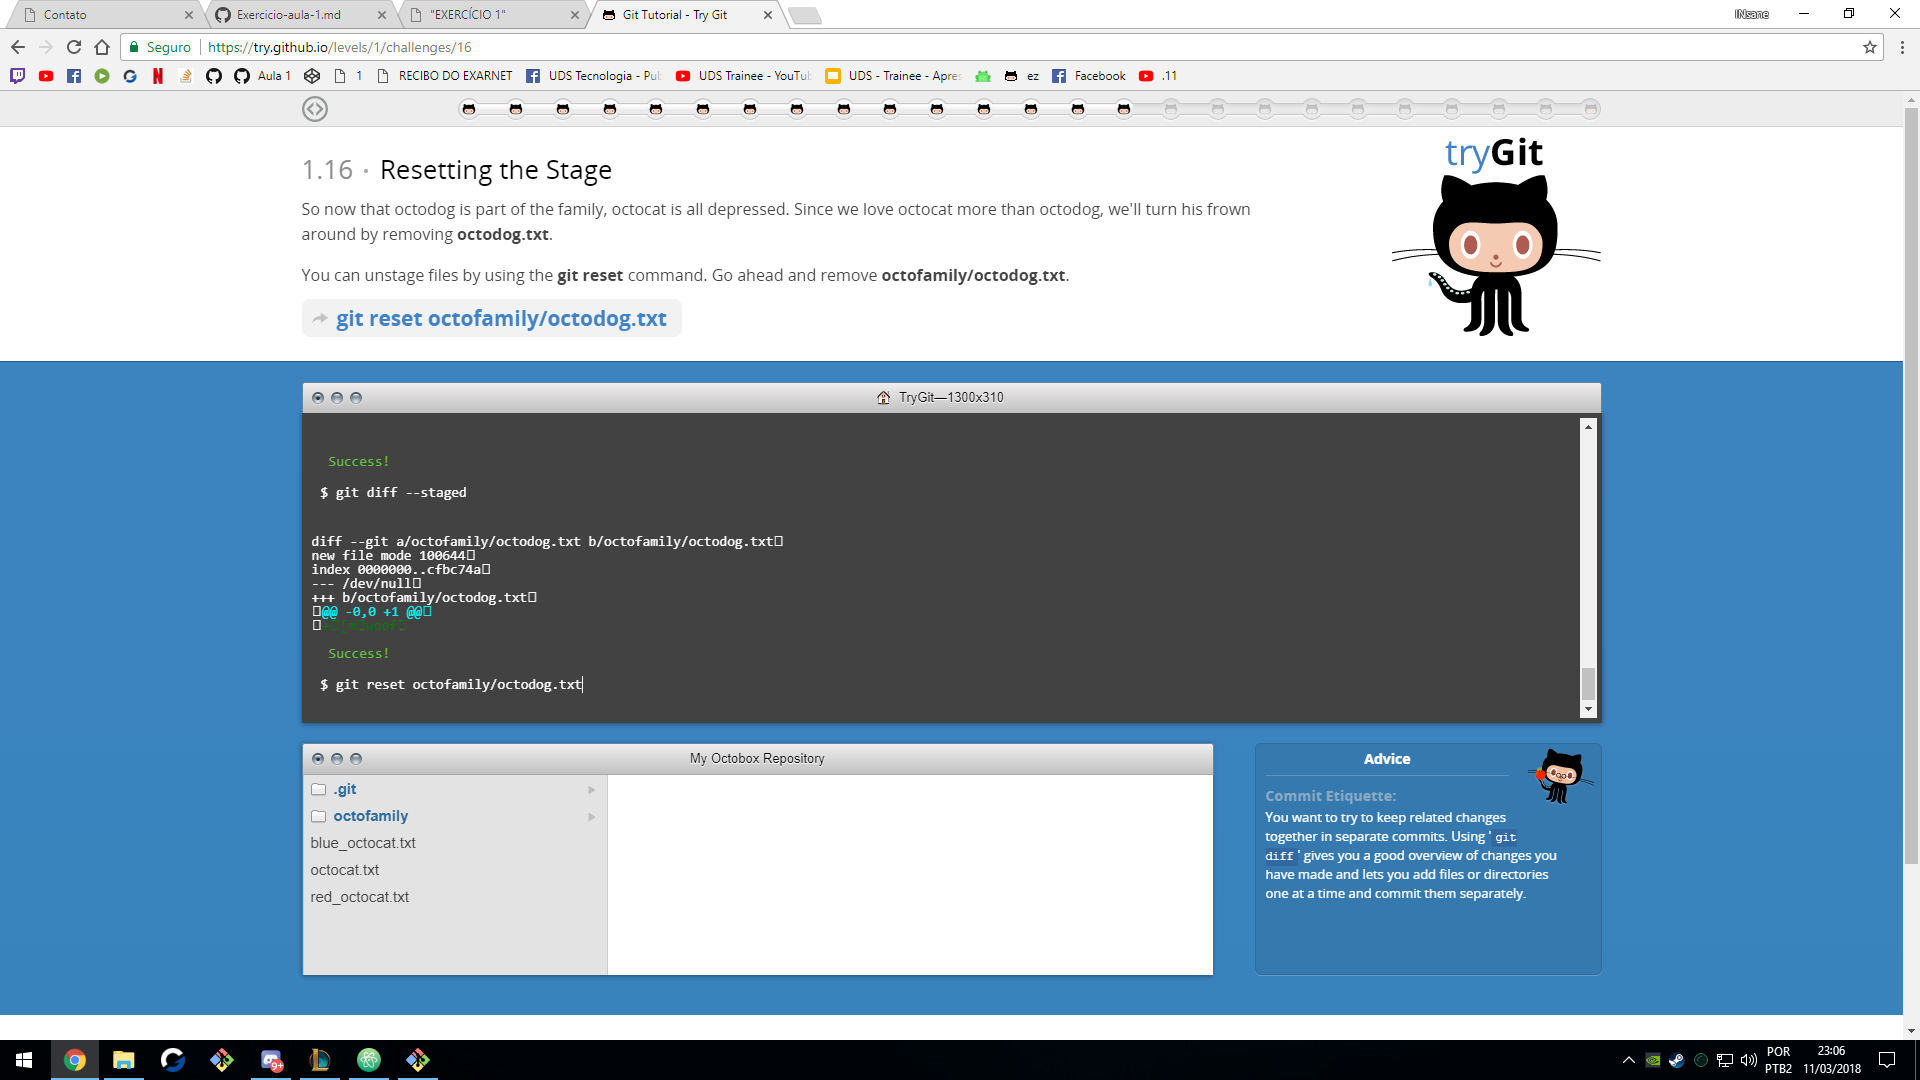 Contato
Exercicio-aula-1.md
"EXERCÍCIO 1"
Git Tutorial - Try Git
INsane
Seguro
https://try.github.io/levels/1/challenges/16
Aula 1
1
RECIBO DO EXARNET
UDS Tecnologia - Pu
UDS Trainee - YouTu
UDS - Trainee - Apre
ez
Facebook
.11
1.16 · Resetting the Stage
So now that octodog is part of the family, octocat is all depressed. Since we love octocat more than octodog, we'll turn his frown
around by removing octodog.txt.
You can unstage files by using the git reset command. Go ahead and remove octofamily/octodog.txt.
git reset octofamily/octodog.txt
tryGit
TryGit—1300x310
Success!
$ git diff --staged
diff --git a/octofamily/octodog.txt b/octofamily/octodog.txt
new file mode 100644
index 0000000..cfbc74a
--- /dev/null
+++ b/octofamily/octodog.txt
@@ -0,0 +1 @@
Success!
$ git reset octofamily/octodog.txt
My Octobox Repository
.git
octofamily
blue_octocat.txt
octocat.txt
red_octocat.txt
Advice
Commit Etiquette:
You want to try to keep related changes
together in separate commits. Using 'git
diff' gives you a good overview of changes you
have made and lets you add files or directories
one at a time and commit them separately.
9+
POR
PTB2
23:06
11/03/2018